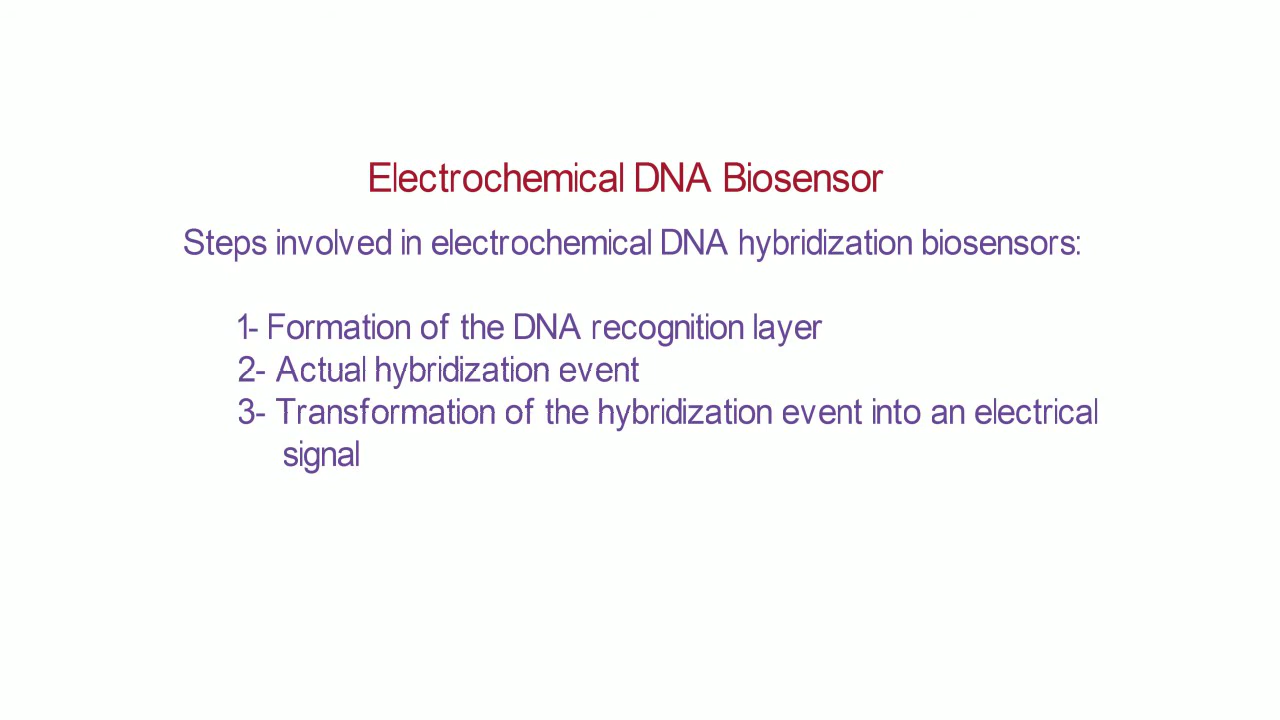 Electrochemical DNA Biosensor
Steps involved in electrochemical DNA hybridization biosensors:
1- Formation of the DNA recognition layer
2- Actual hybridization event
3- Transformation of the hybridization event into an electrical
signal